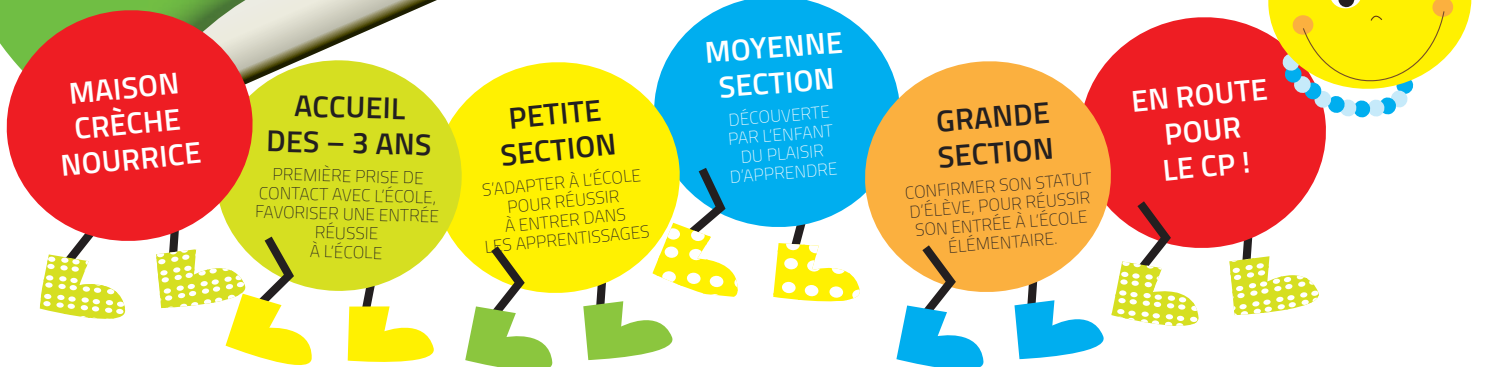 MAISON
CRÈCHE
NOURRICE
ACCUEIL
DES – 3 ANS
PREMIÈRE PRISE DE
CONTACT AVEC L'ÉCOLE,
FAVORISER UNE ENTRÉE
RÉUSSIE
À L'ÉCOLE
PETITE
SECTION
S'ADAPTER À L'ÉCOLE
POUR RÉUSSIR
À ENTRER DANS
LES APPRENTISSAGES
MOYENNE
SECTION
DÉCOUVERTE
PAR L'ENFANT
DU PLAISIR
D'APPRENDRE
GRANDE
SECTION
CONFIRMER SON STATUT
D'ÉLÈVE, POUR RÉUSSIR
SON ENTRÉE À L'ÉCOLE
ÉLÉMENTAIRE.
EN ROUTE
POUR
LE CP !